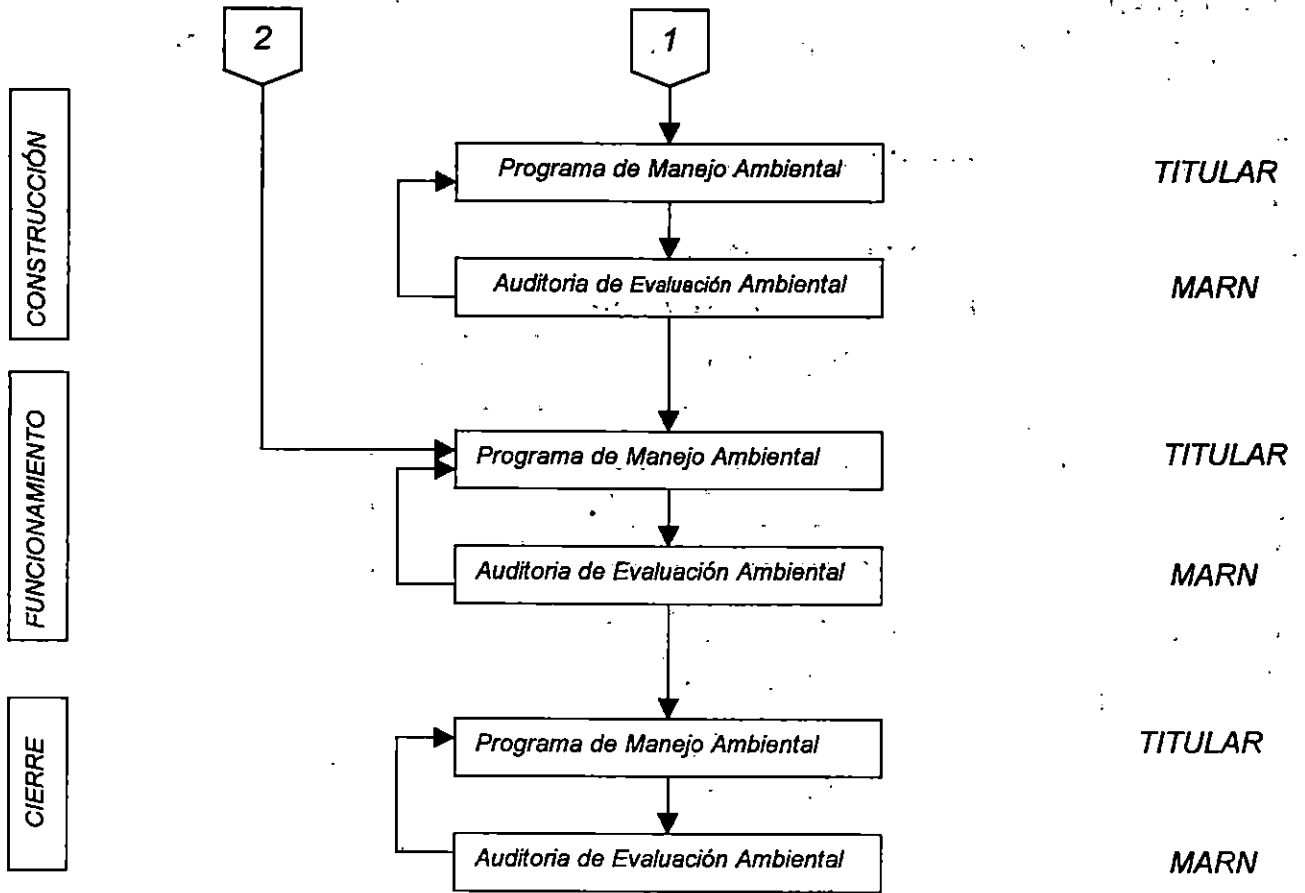 2
1
CONSTRUCCIÓN
Programa de Manejo Ambiental
TITULAR
Auditoria de Evaluación Ambiental
MARN
FUNCIONAMIENTO
Programa de Manejo Ambiental
TITULAR
Auditoria de Evaluación Ambiental
MARN
CIERRE
Programa de Manejo Ambiental
TITULAR
Auditoria de Evaluación Ambiental
MARN